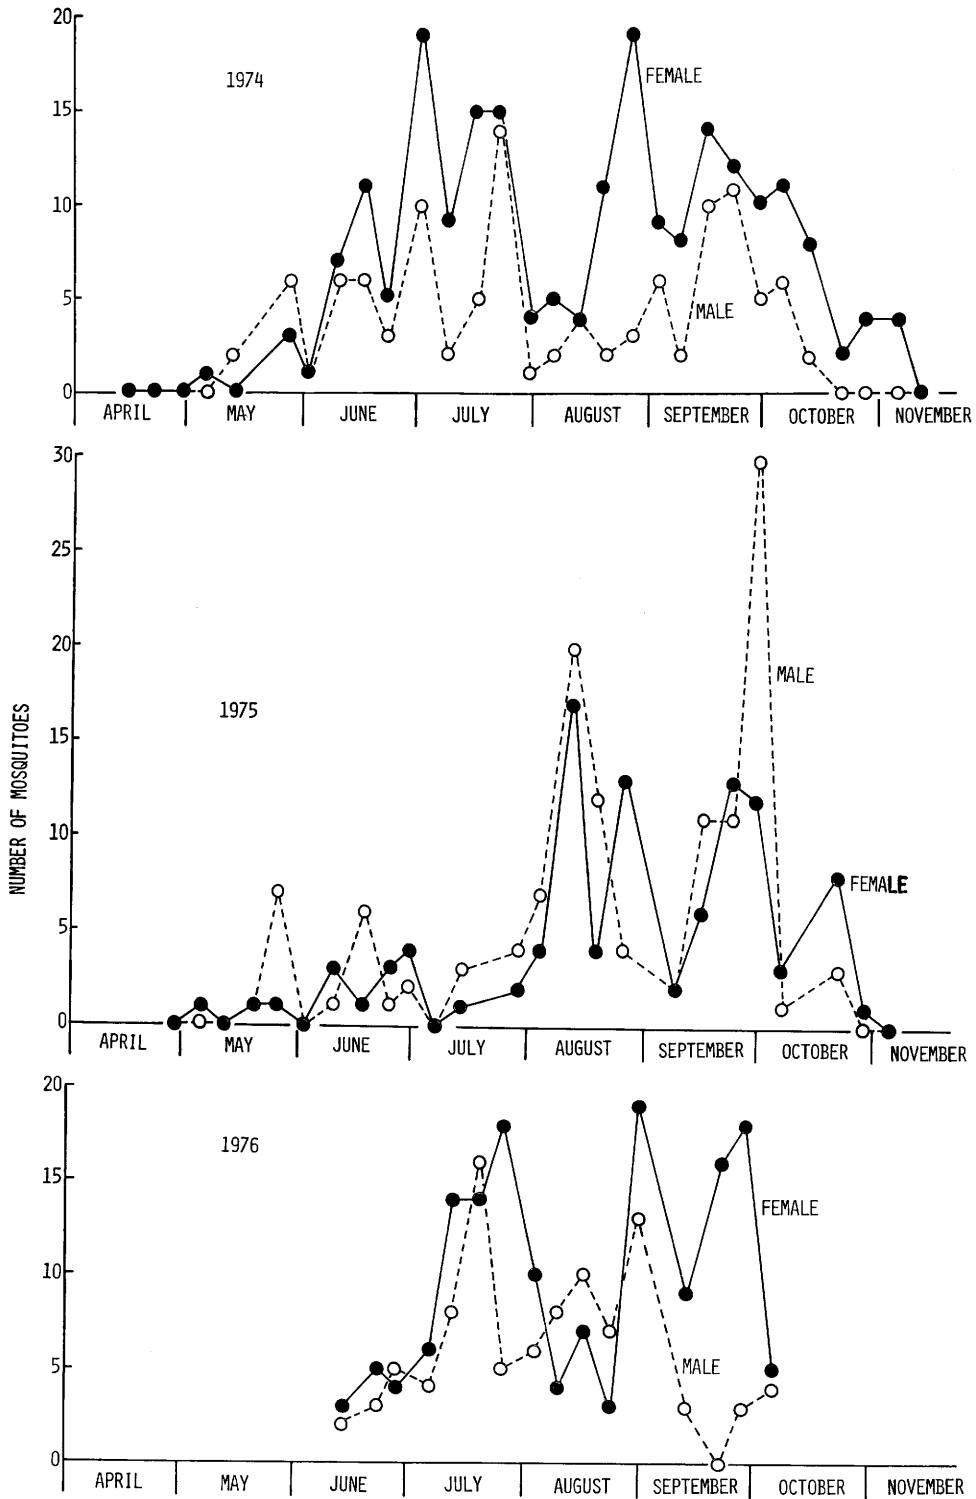 20
1974
FEMALE
15
10
5
MALE
0
APRIL MAY JUNE JULY AUGUST SEPTEMBER OCTOBER NOVEMBER
NUMBER OF MOSQUITOES
30
25
20
MALE
1975
15
10
FEMALE
5
0
APRIL MAY JUNE JULY AUGUST SEPTEMBER OCTOBER NOVEMBER
20
1976
15
FEMALE
10
5
MALE
0
APRIL MAY JUNE JULY AUGUST SEPTEMBER OCTOBER NOVEMBER